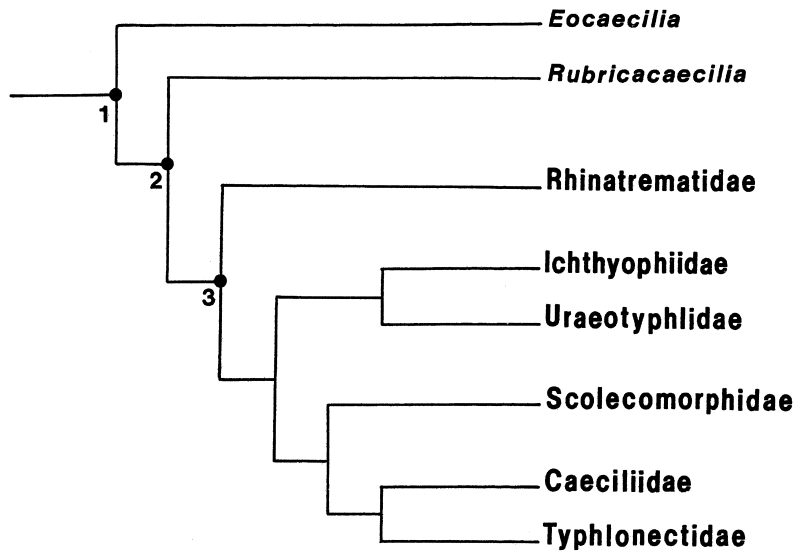 Eocaecilia
Rubricacaecilia
1
2
Rhinatrematidae
Ichthyophiidae
3
Uraeotyphlidae
Scolecomorphidae
Caeciliidae
Typhlonectidae